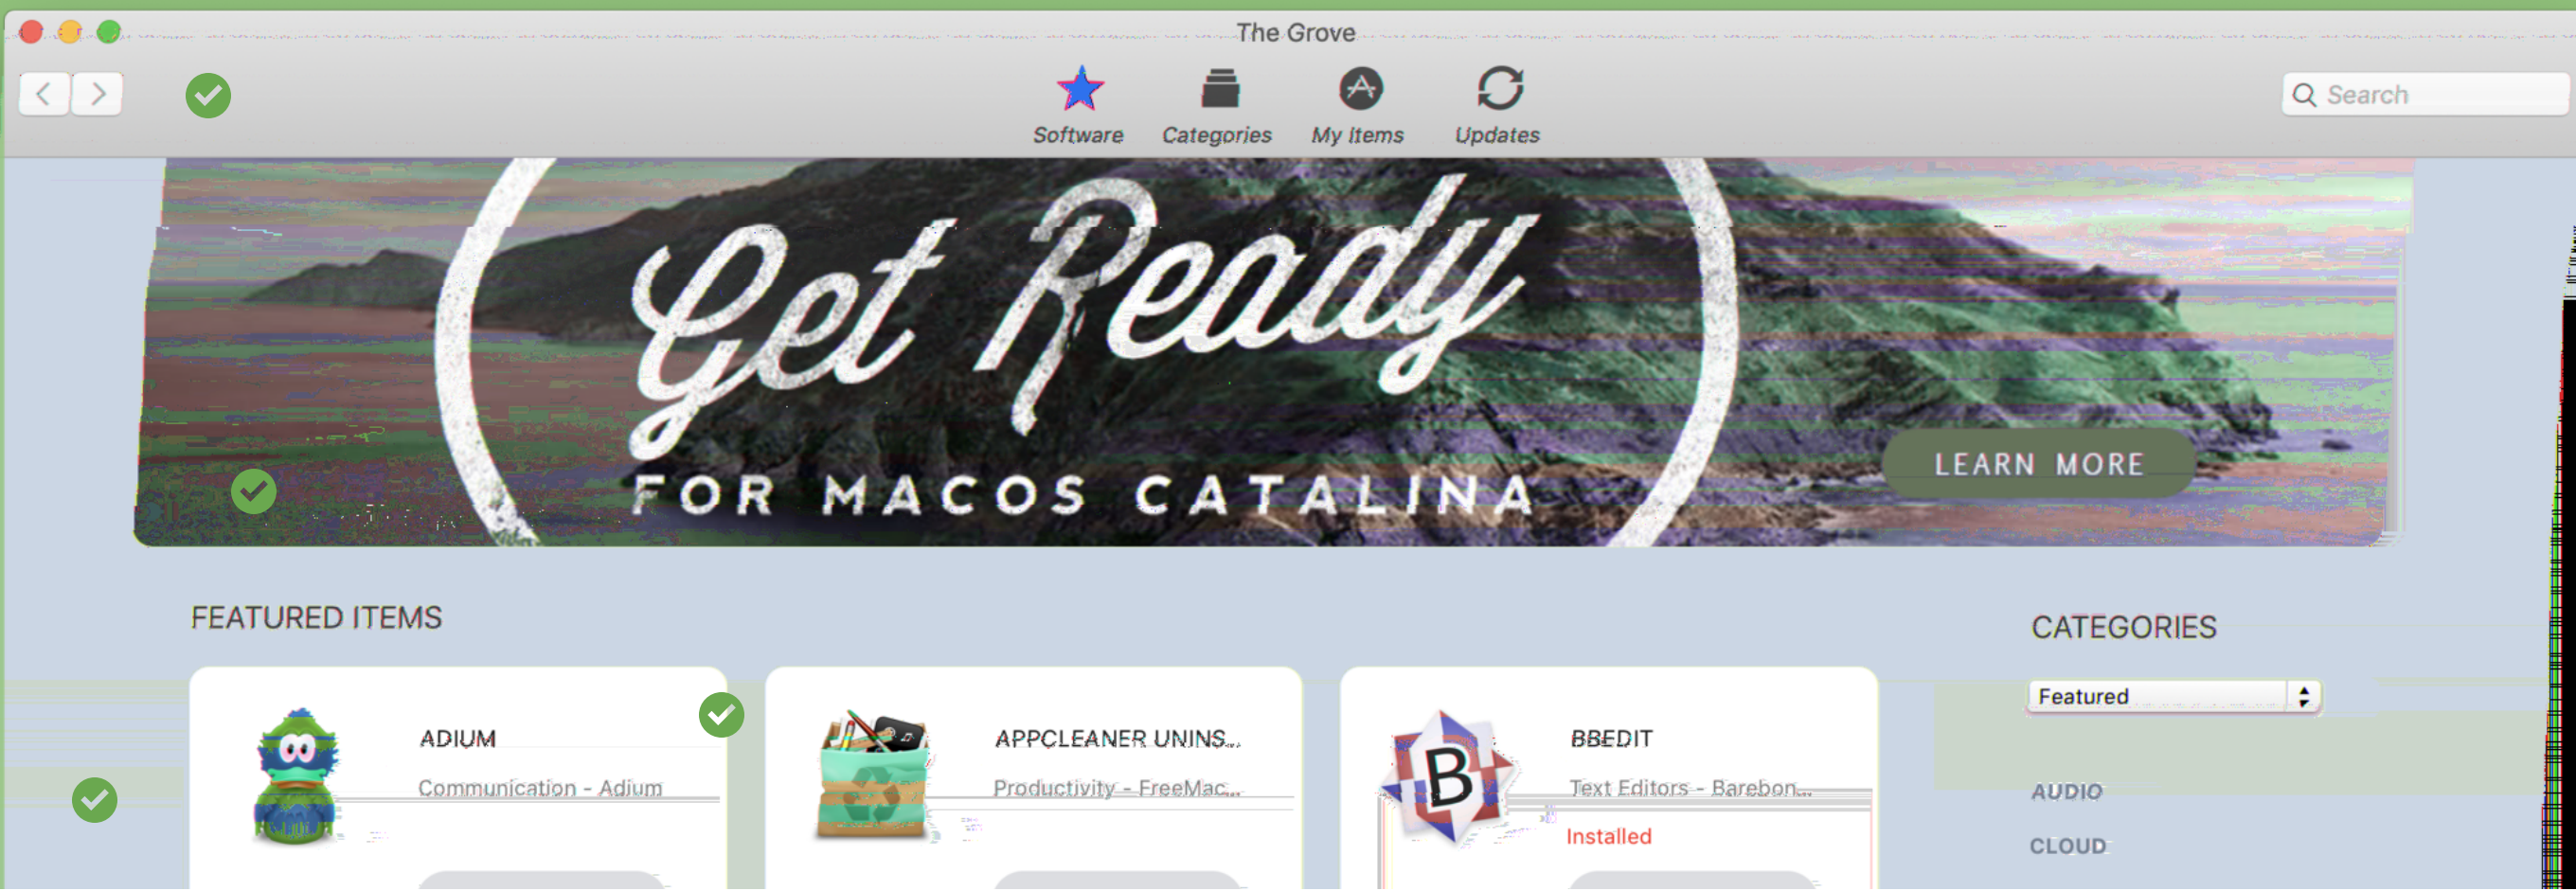 The Grove
Search
Software Categories My Items Updates
Get Ready
FOR MACOS CATALINA
LEARN MORE
FEATURED ITEMS
CATEGORIES
Featured
ADIUM
Communication - Adium
APPCLEANER UNINS...
Productivity - FreeMac...
BBEDIT
B
Text Editors - Barebon...
Installed
AUDIO
CLOUD